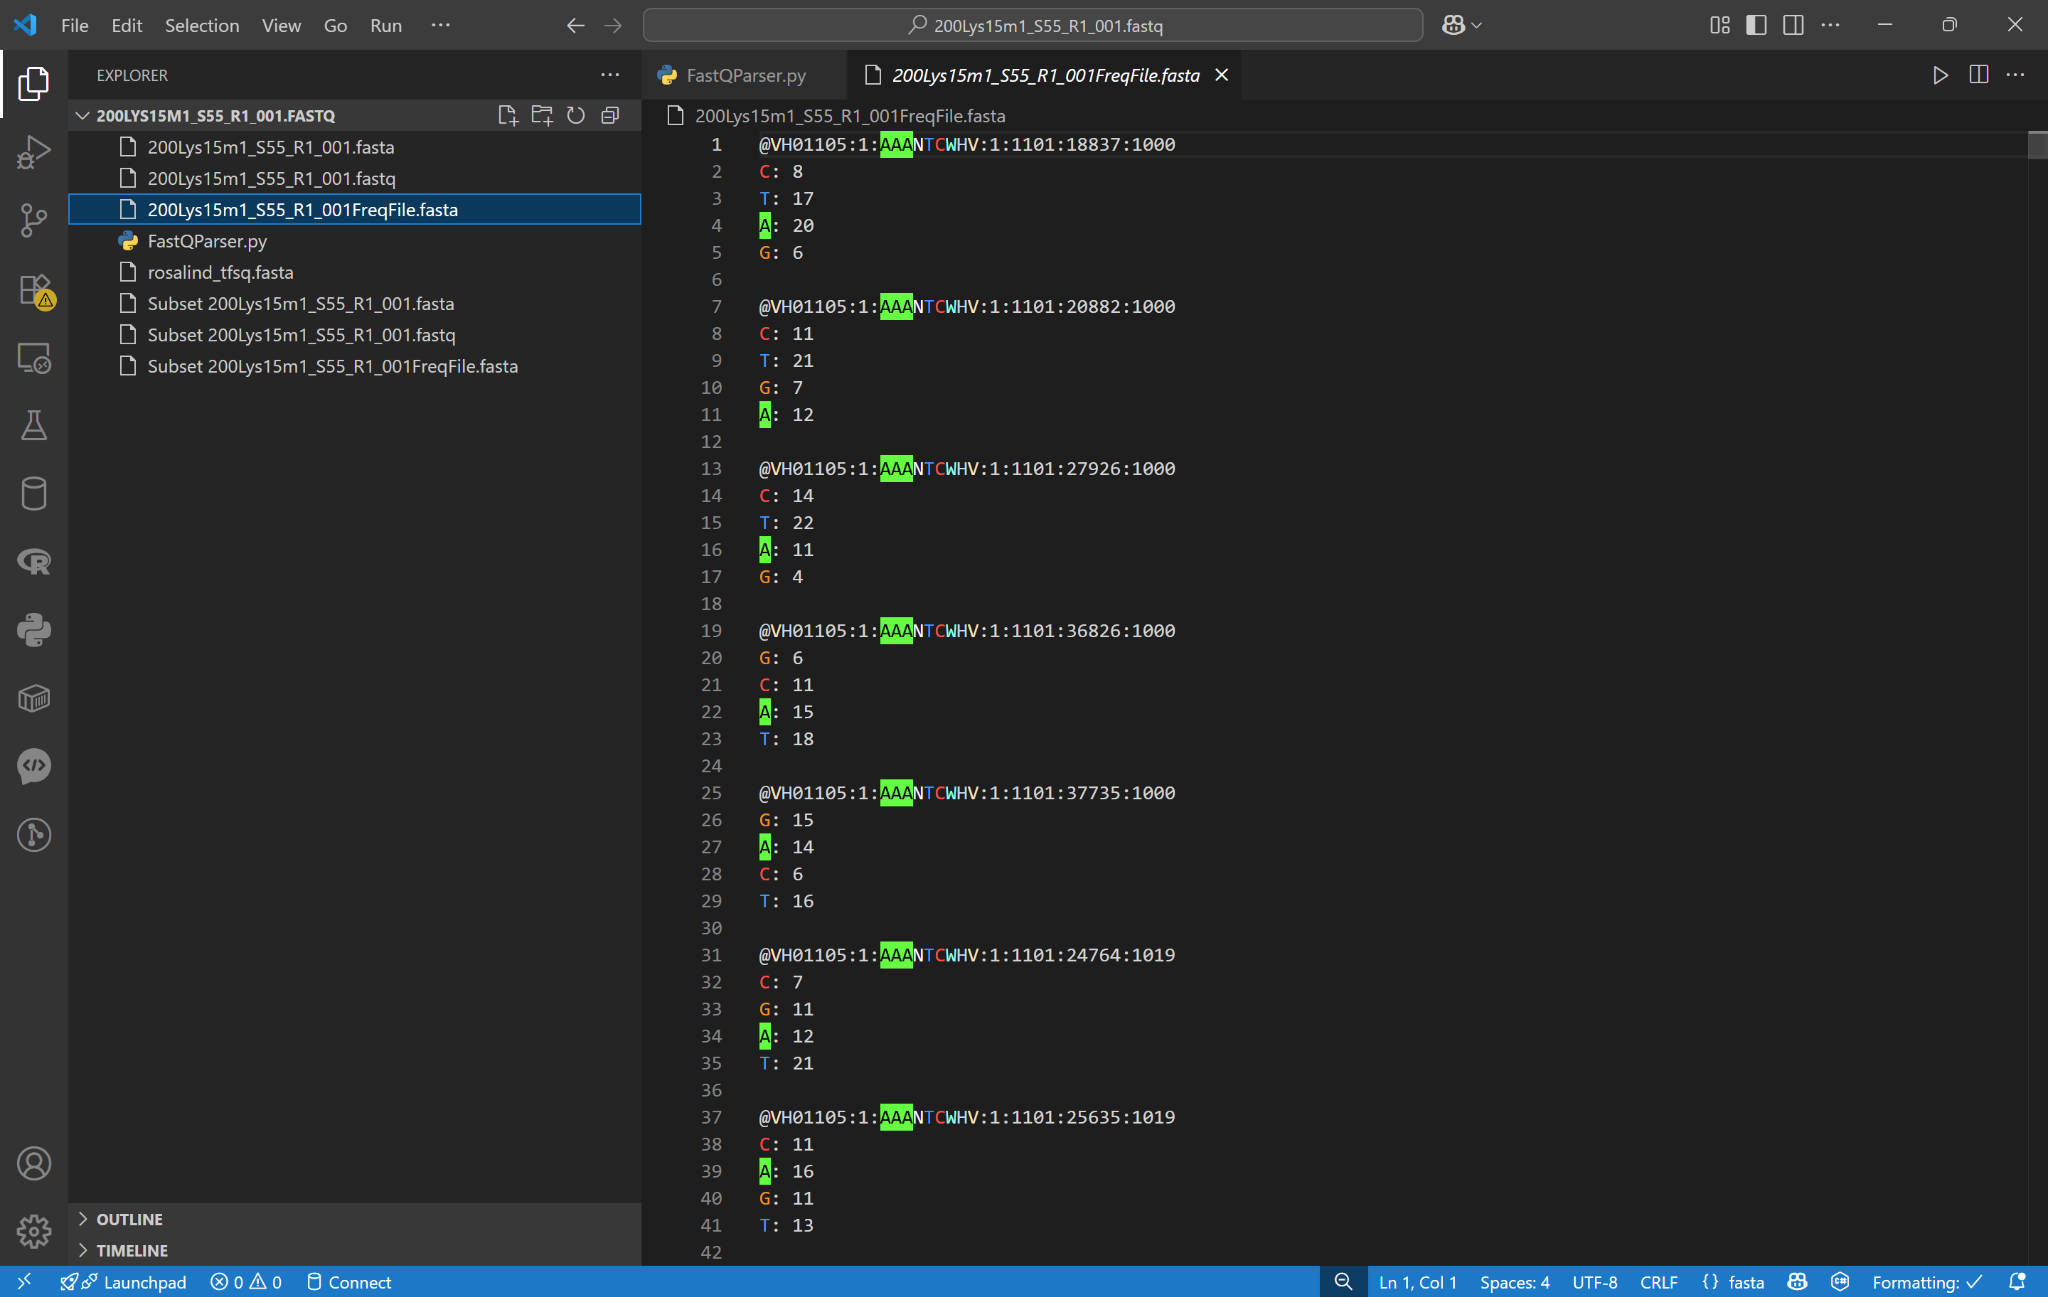 File Edit Selection View Go Run ···
200Lys15m1_S55_R1_001.fastq
EXPLORER
200LYS15M1_S55_R1_001.FASTQ
200Lys15m1_S55_R1_001.fasta
200Lys15m1_S55_R1_001.fastq
200Lys15m1_S55_R1_001FreqFile.fasta
FastQParser.py
rosalind_tfsq.fasta
Subset 200Lys15m1_S55_R1_001.fasta
Subset 200Lys15m1_S55_R1_001.fastq
Subset 200Lys15m1_S55_R1_001FreqFile.fasta
OUTLINE
TIMELINE
FastQParser.py 200Lys15m1_S55_R1_001FreqFile.fasta
200Lys15m1_S55_R1_001FreqFile.fasta
1 @VH01105:1:AAANTCWHV:1:1101:18837:1000
2 C: 8
3 T: 17
4 A: 20
5 G: 6
6
7 @VH01105:1:AAANTCWHV:1:1101:20882:1000
8 C: 11
9 T: 21
10 G: 7
11 A: 12
12
13 @VH01105:1:AAANTCWHV:1:1101:27926:1000
14 C: 14
15 T: 22
16 A: 11
17 G: 4
18
19 @VH01105:1:AAANTCWHV:1:1101:36826:1000
20 G: 6
21 C: 11
22 A: 15
23 T: 18
24
25 @VH01105:1:AAANTCWHV:1:1101:37735:1000
26 G: 15
27 A: 14
28 C: 6
29 T: 16
30
31 @VH01105:1:AAANTCWHV:1:1101:24764:1019
32 C: 7
33 G: 11
34 A: 12
35 T: 21
36
37 @VH01105:1:AAANTCWHV:1:1101:25635:1019
38 C: 11
39 A: 16
40 G: 11
41 T: 13
42
Launchpad 0 0 Connect Ln 1, Col 1 Spaces: 4 UTF-8 CRLF {} fasta Formatting: ✓